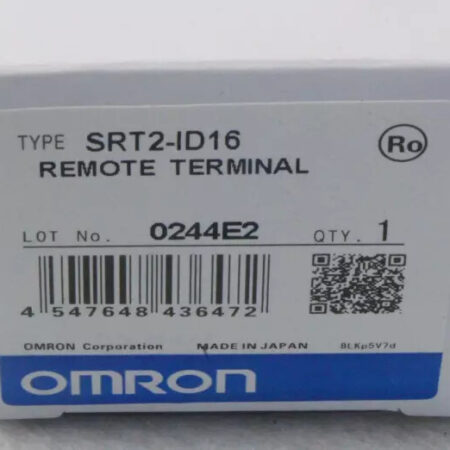 TYPE SRT2-ID16 Ro
REMOTE TERMINAL
LOT No. 0244E2 QTY. 1
4 547648 436472
OMRON Corporation MADE IN JAPAN 8LKp5V7d
OMRON